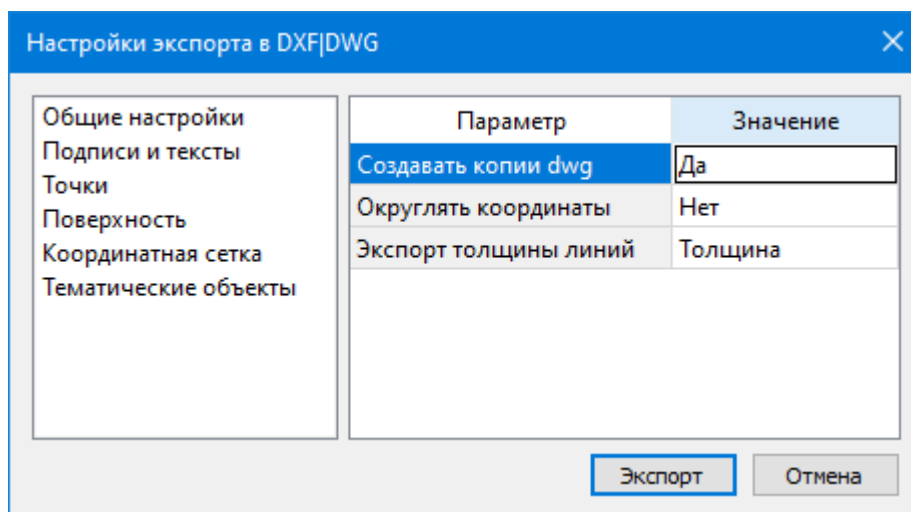 Настройки экспорта в DXF|DWG
Общие настройки
Подписи и тексты
Точки
Поверхность
Координатная сетка
Тематические объекты
Параметр Значение
Создавать копии dwg Да
Округлять координаты Нет
Экспорт толщины линий Толщина
Экспорт Отмена